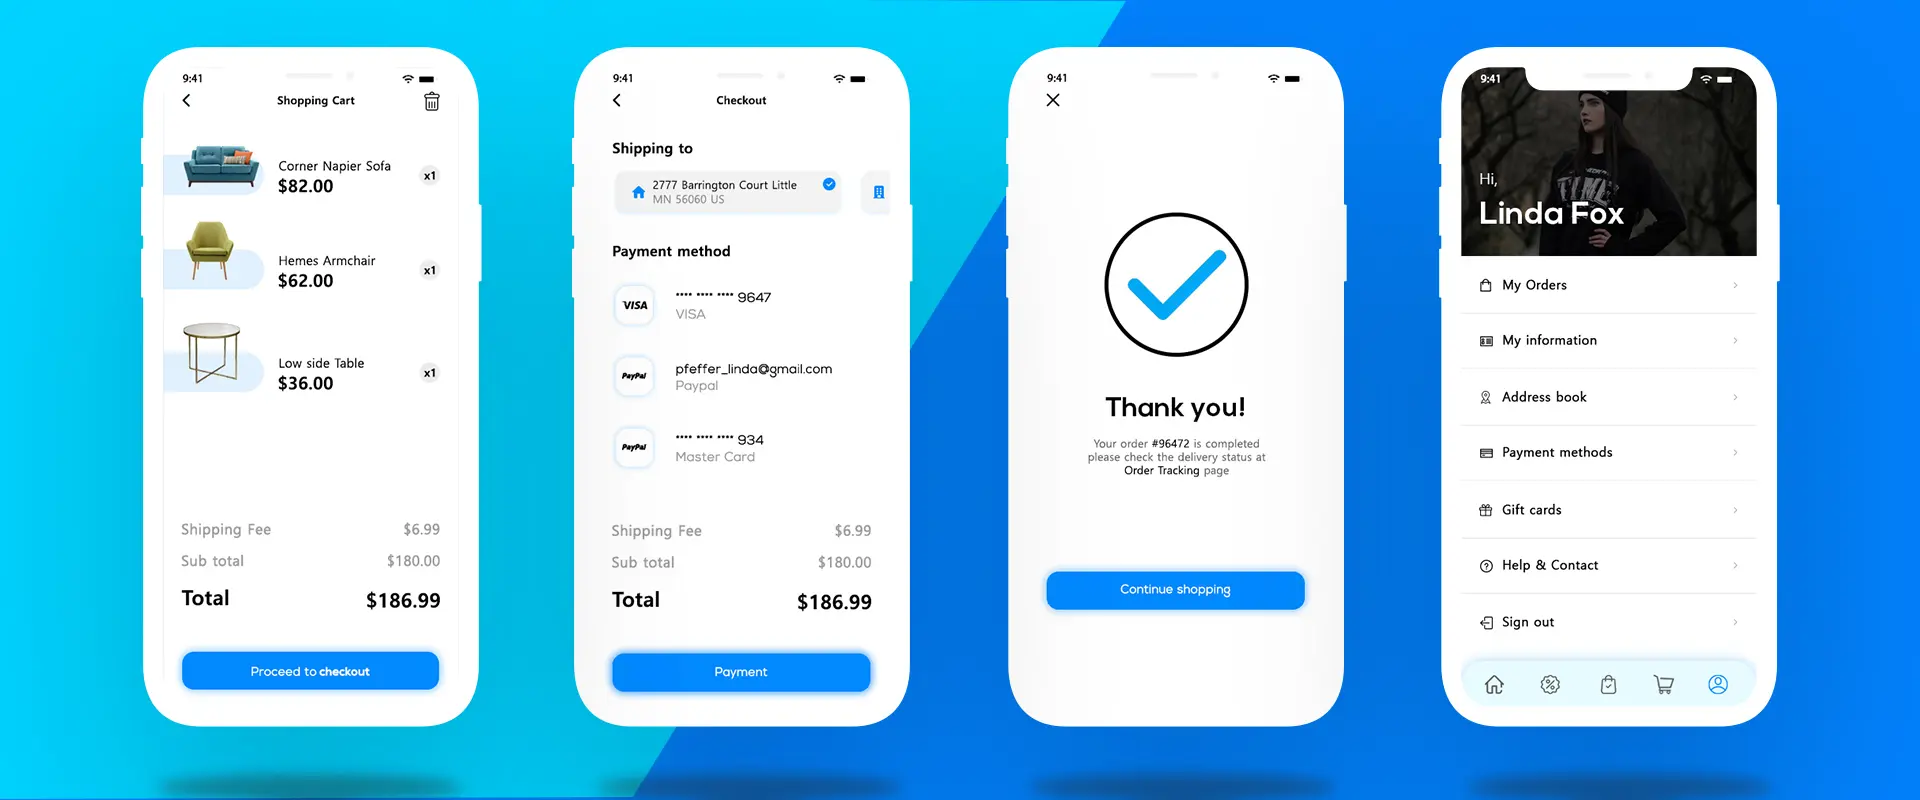 9:41
Shopping Cart
Corner Napier Sofa
$82.00
x1
Hemes Armchair
$62.00
x1
Low side Table
$36.00
x1
Shipping Fee $6.99
Sub total $180.00
Total $186.99
Proceed to checkout
9:41
Checkout
Shipping to
2777 Barrington Court Little
MN 56060 US
Payment method
VISA
•••• •••• •••• 9647
VISA
PayPal
pfeffer_linda@gmail.com
Paypal
PayPal
•••• •••• •••• 934
Master Card
Shipping Fee $6.99
Sub total $180.00
Total $186.99
Payment
9:41
Thank you!
Your order #96472 is completed
please check the delivery status at
Order Tracking page
Continue shopping
9:41
Hi,
Linda Fox
My Orders
My information
Address book
Payment methods
Gift cards
Help & Contact
Sign out